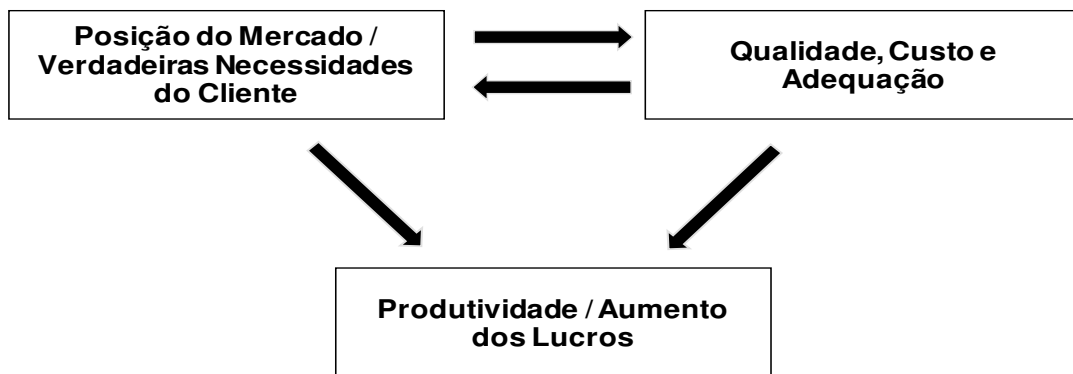 Posição do Mercado /
Verdadeiras Necessidades
do Cliente
Qualidade, Custo e
Adequação
Produtividade / Aumento
dos Lucros